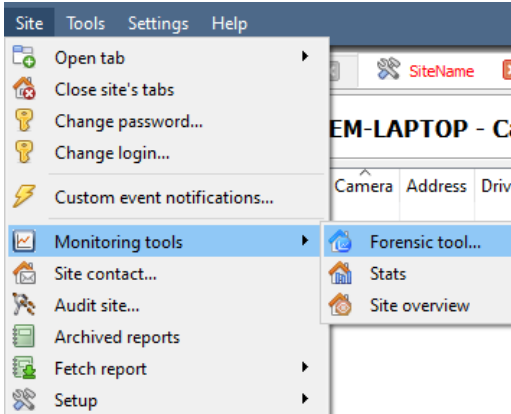 Site Tools Settings Help
Open tab
Close site's tabs
Change password...
Change login...
Custom event notifications...
Monitoring tools
Site contact...
Audit site...
Archived reports
Fetch report
Setup
SiteName
EM-LAPTOP - Ca
Camera Address Driv
Forensic tool...
Stats
Site overview